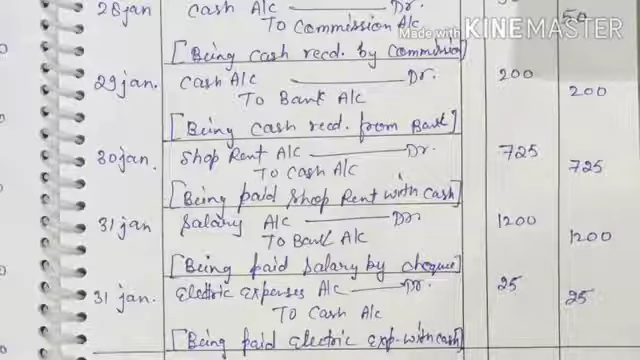 28 jan Cash A/c Dr.
To Commission A/c 50
Made with KINEMASTER
[Being cash recd. by Commission]
29 jan. Cash A/c Dr. 200
To Bank A/c 200
[Being Cash recd. from Bank]
30 jan. Shop Rent A/c Dr. 725
To Cash A/c 725
[Being paid Shop Rent with Cash]
31 jan Salary A/c Dr. 1200
To Bank A/c 1200
[Being paid Salary by cheque]
31 jan. Electric Expenses A/c Dr. 25
To Cash A/c 25
[Being paid Electric Exp. with cash]